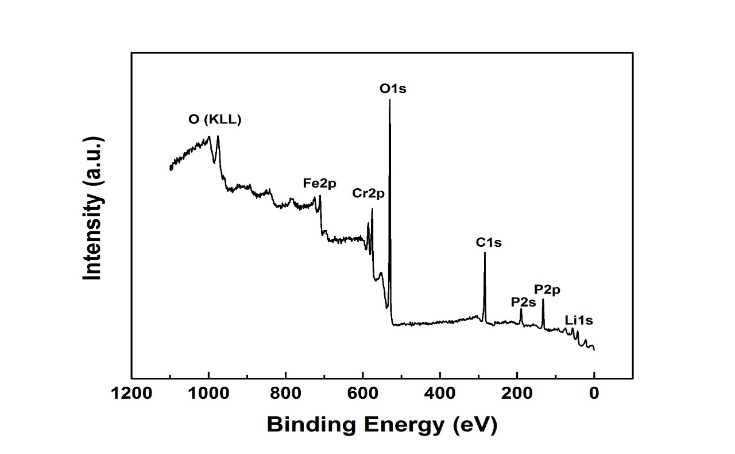 O1s
O (KLL)
Fe2p
Cr2p
C1s
P2s
P2p
Li1s
Intensity (a.u.)
1200 1000 800 600 400 200 0
Binding Energy (eV)